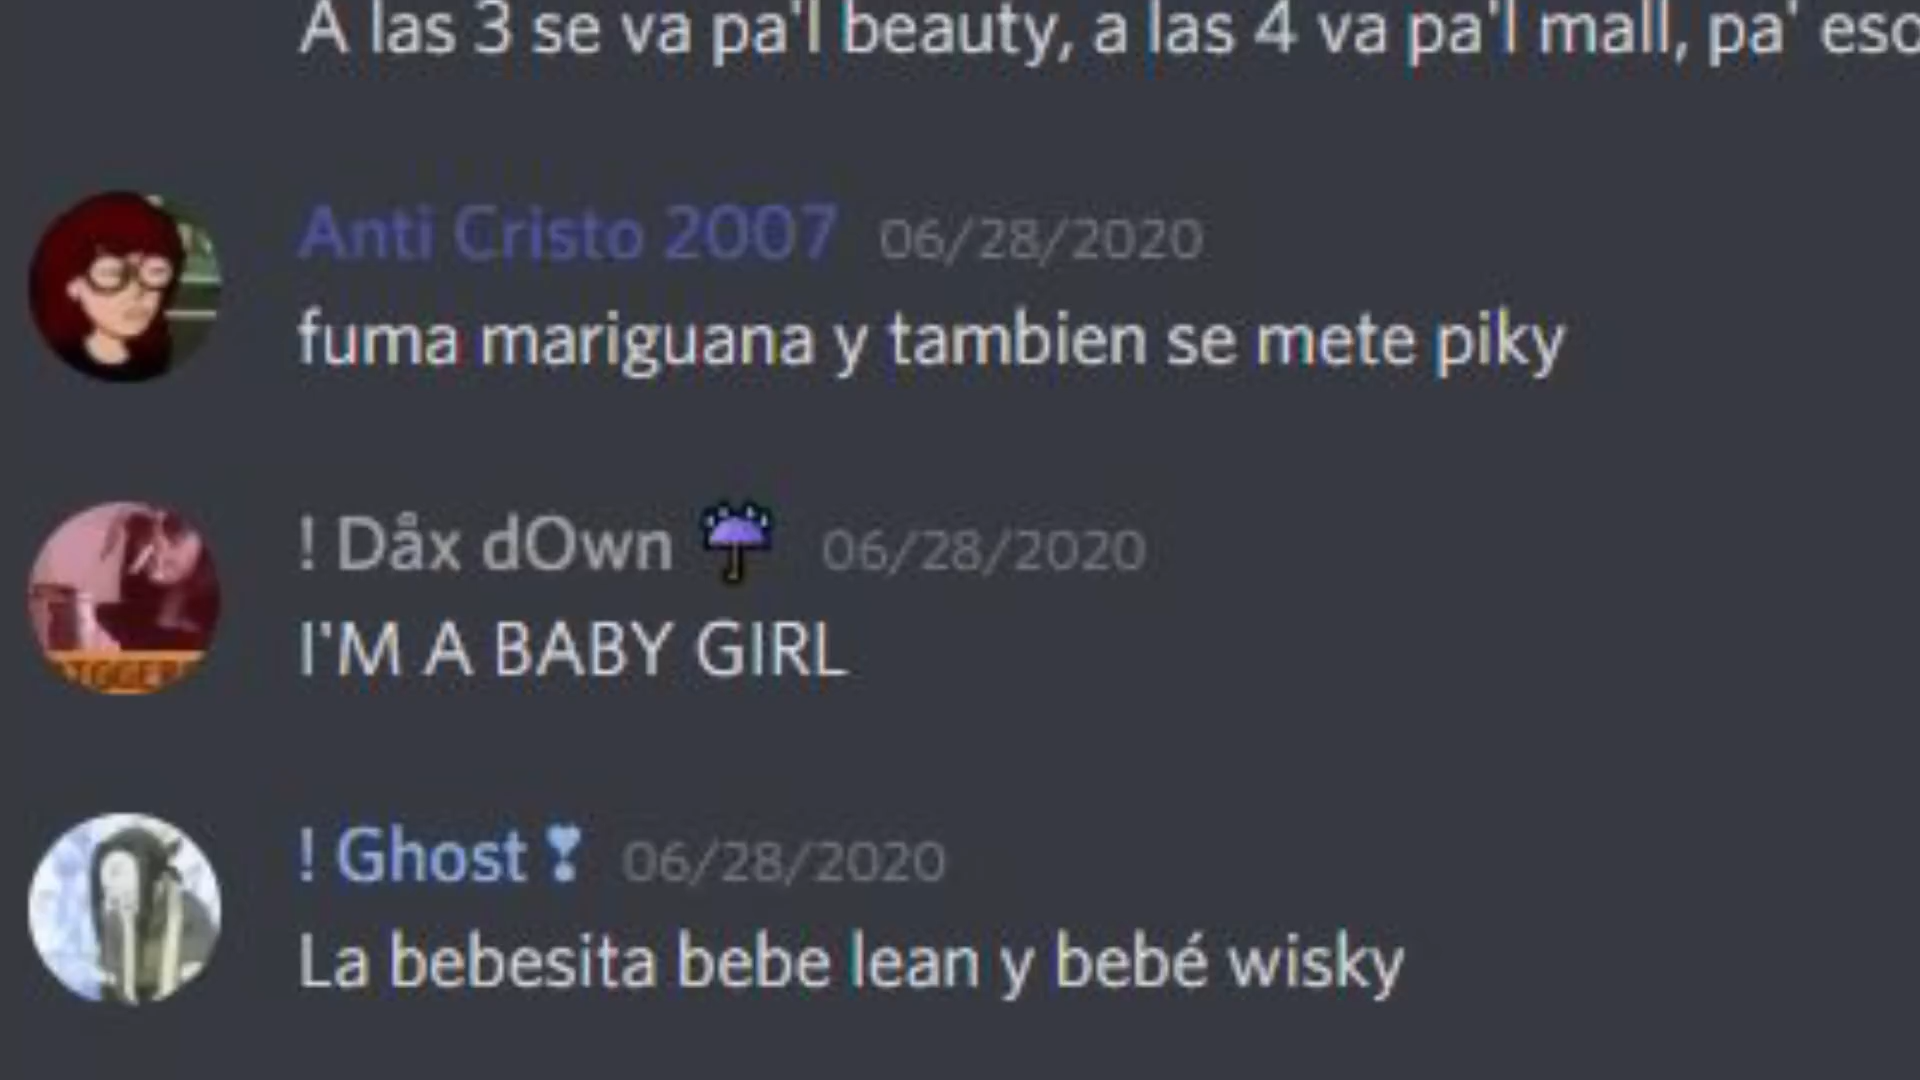 A las 3 se va pa'l beauty, a las 4 va pa'l mall, pa' eso
Anti Cristo 2007 06/28/2020
fuma mariguana y tambien se mete piky
! Dåx dOwn ☔ 06/28/2020
I'M A BABY GIRL
! Ghost ❣ 06/28/2020
La bebesita bebe lean y bebé wisky